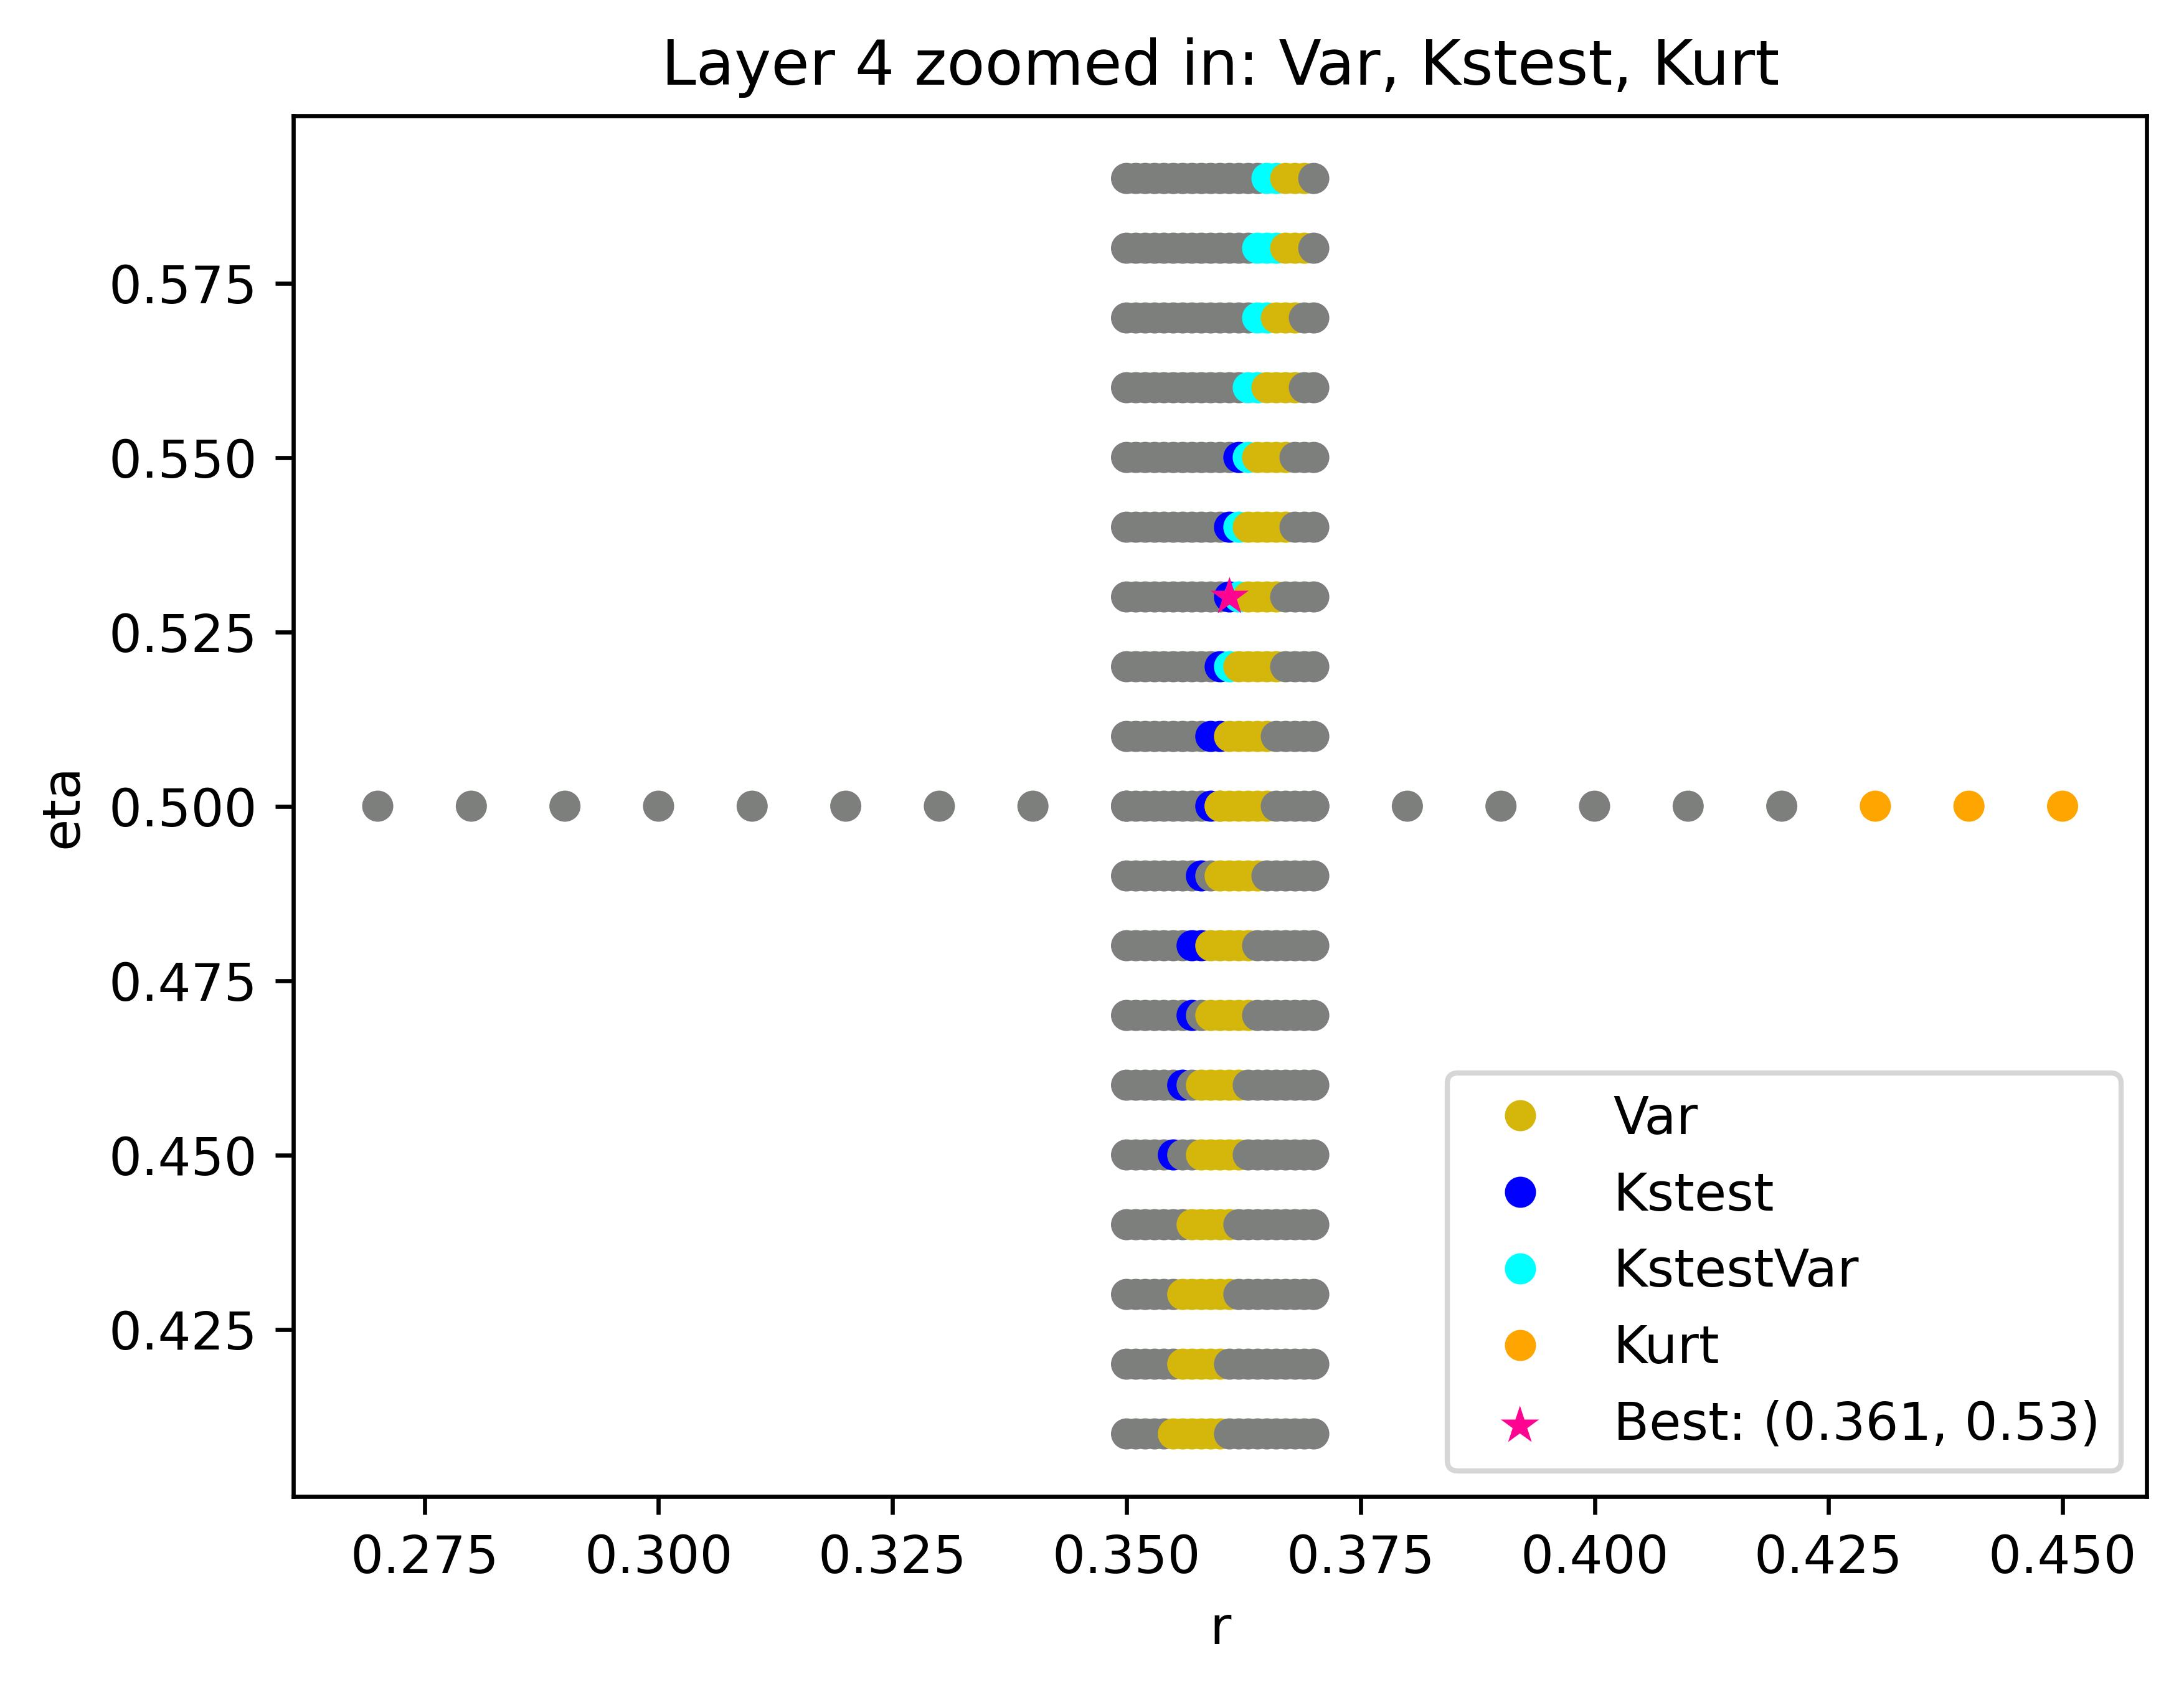 Layer 4 zoomed in: Var, Kstest, Kurt
eta
0.575
0.550
0.525
0.500
0.475
0.450
0.425
Var
Kstest
KstestVar
Kurt
Best: (0.361, 0.53)
0.275 0.300 0.325 0.350 0.375 0.400 0.425 0.450
r